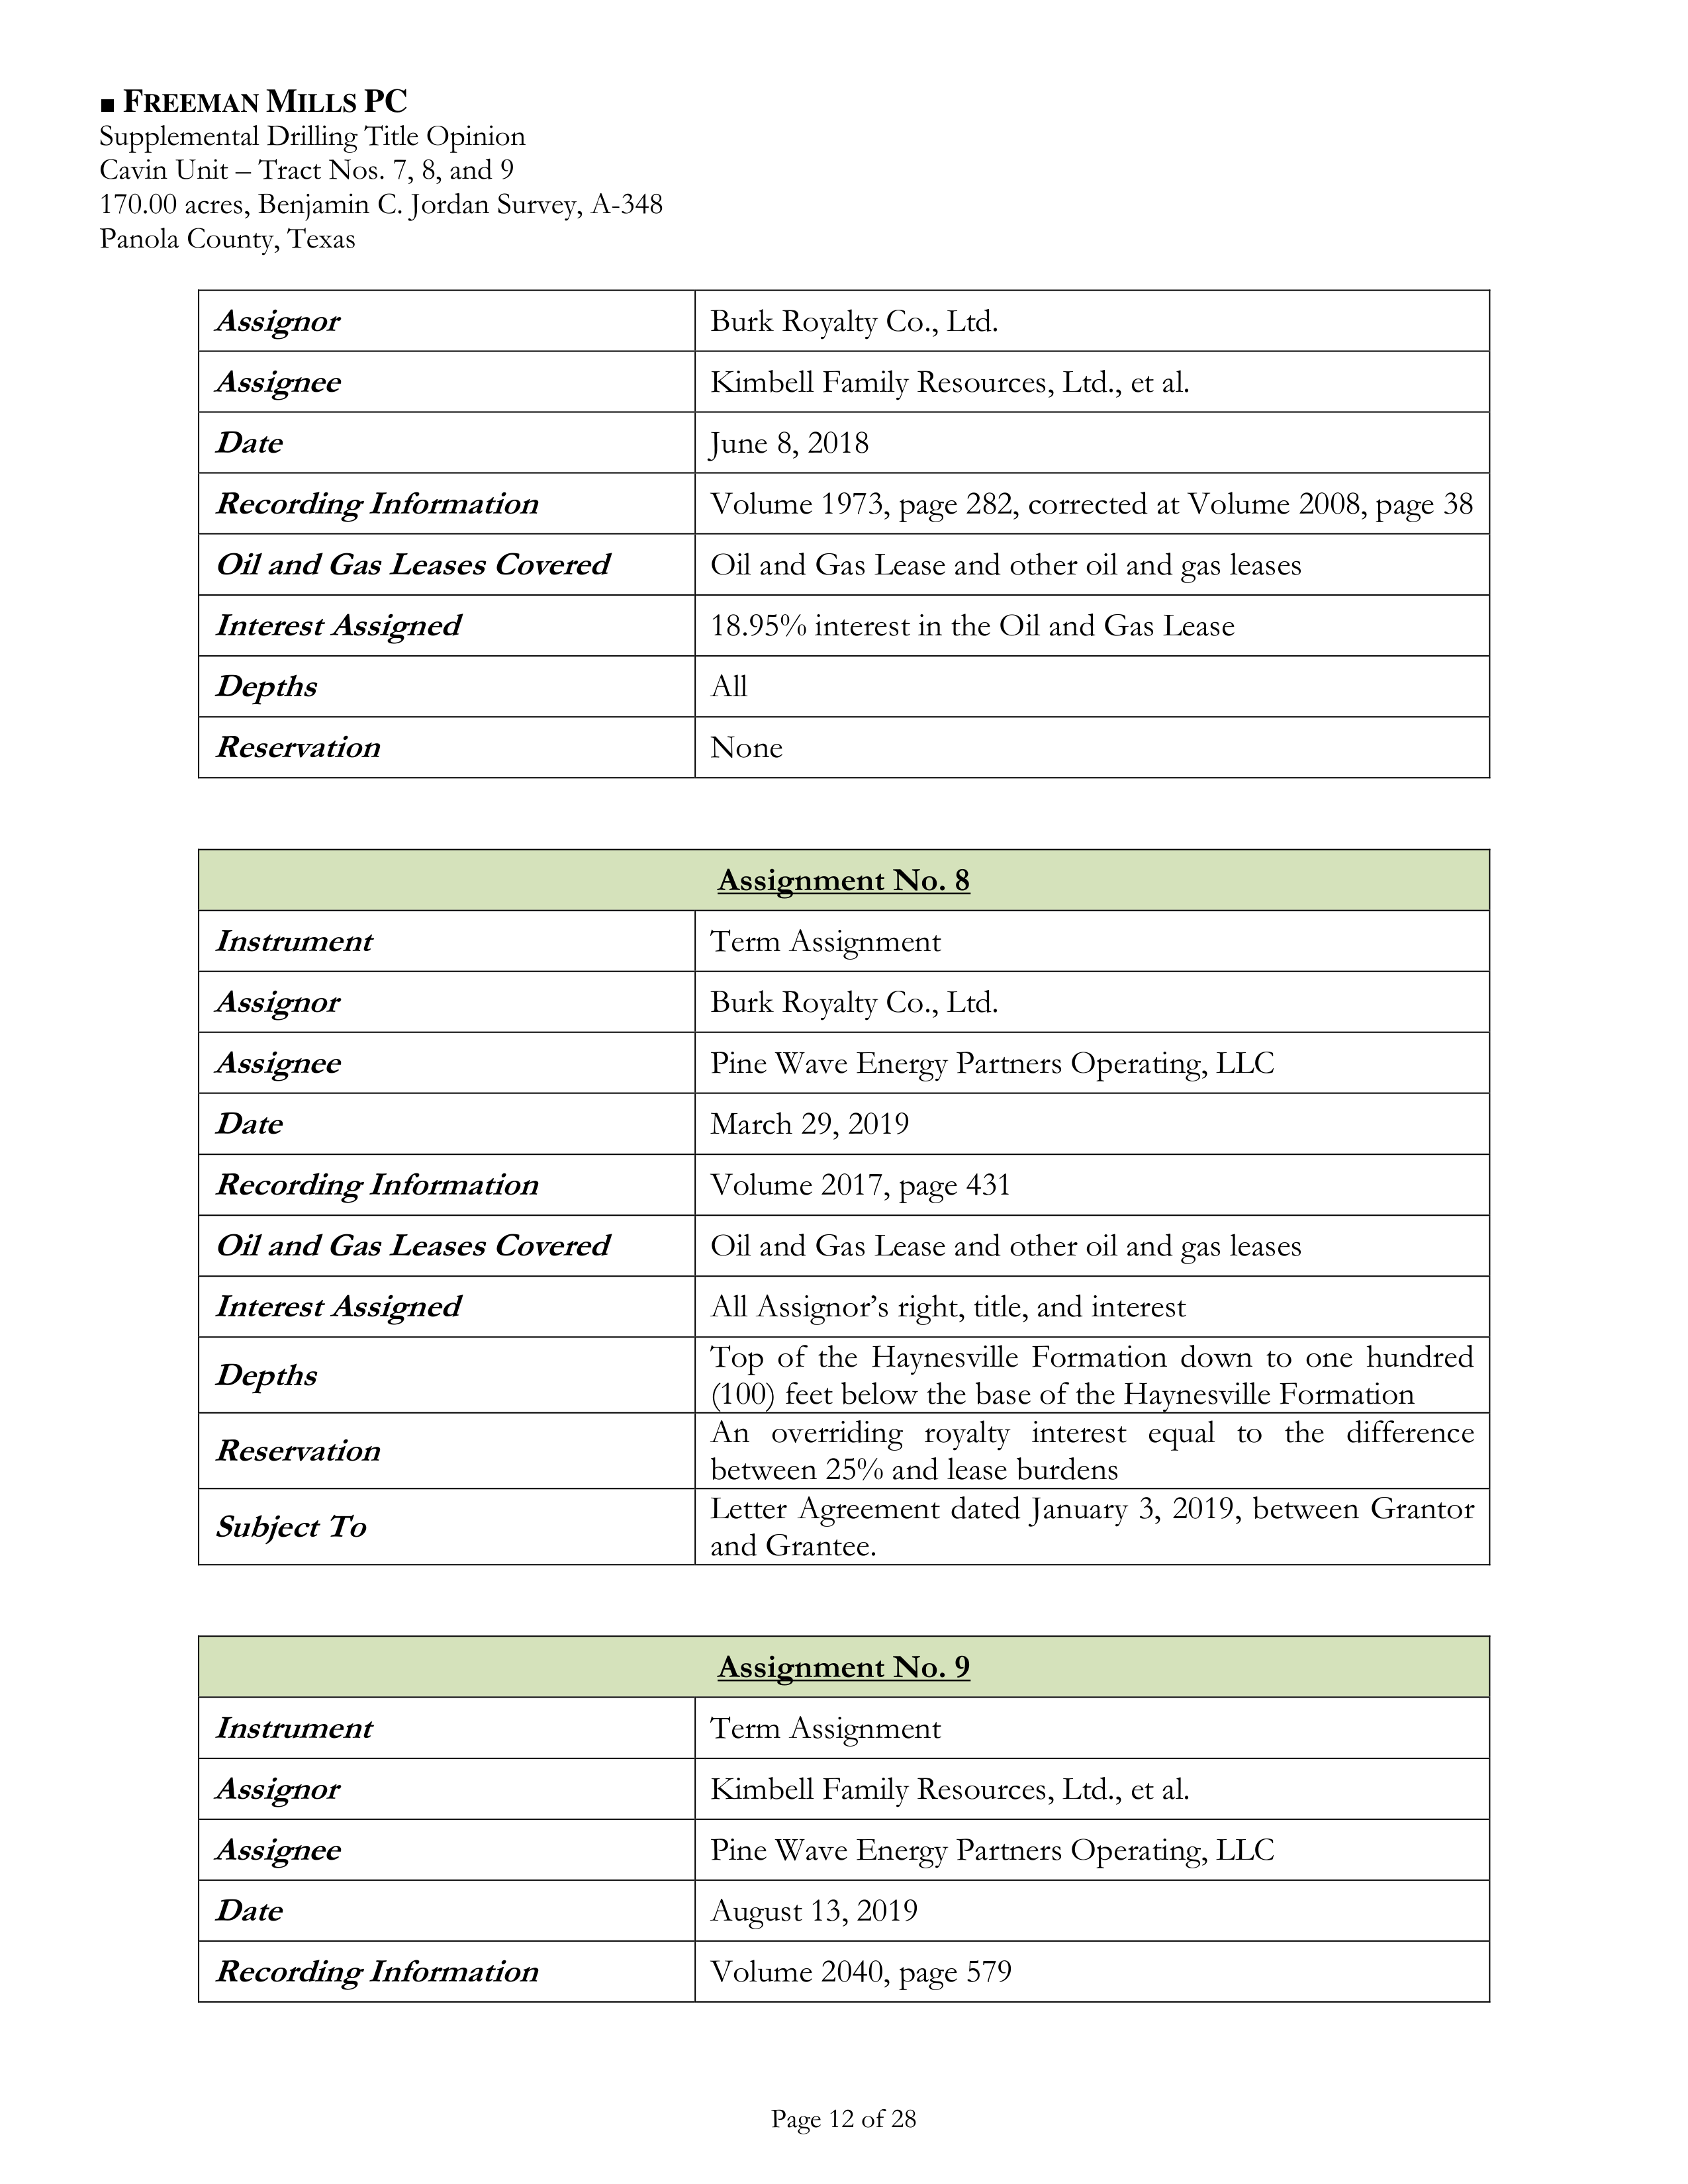 ■ FREEMAN MILLS PC
Supplemental Drilling Title Opinion
Cavin Unit – Tract Nos. 7, 8, and 9
170.00 acres, Benjamin C. Jordan Survey, A-348
Panola County, Texas
Assignor Burk Royalty Co., Ltd.
Assignee Kimbell Family Resources, Ltd., et al.
Date June 8, 2018
Recording Information Volume 1973, page 282, corrected at Volume 2008, page 38
Oil and Gas Leases Covered Oil and Gas Lease and other oil and gas leases
Interest Assigned 18.95% interest in the Oil and Gas Lease
Depths All
Reservation None
Assignment No. 8
Instrument Term Assignment
Assignor Burk Royalty Co., Ltd.
Assignee Pine Wave Energy Partners Operating, LLC
Date March 29, 2019
Recording Information Volume 2017, page 431
Oil and Gas Leases Covered Oil and Gas Lease and other oil and gas leases
Interest Assigned All Assignor’s right, title, and interest
Depths Top of the Haynesville Formation down to one hundred
(100) feet below the base of the Haynesville Formation
Reservation An overriding royalty interest equal to the difference
between 25% and lease burdens
Subject To Letter Agreement dated January 3, 2019, between Grantor
and Grantee.
Assignment No. 9
Instrument Term Assignment
Assignor Kimbell Family Resources, Ltd., et al.
Assignee Pine Wave Energy Partners Operating, LLC
Date August 13, 2019
Recording Information Volume 2040, page 579
Page 12 of 28